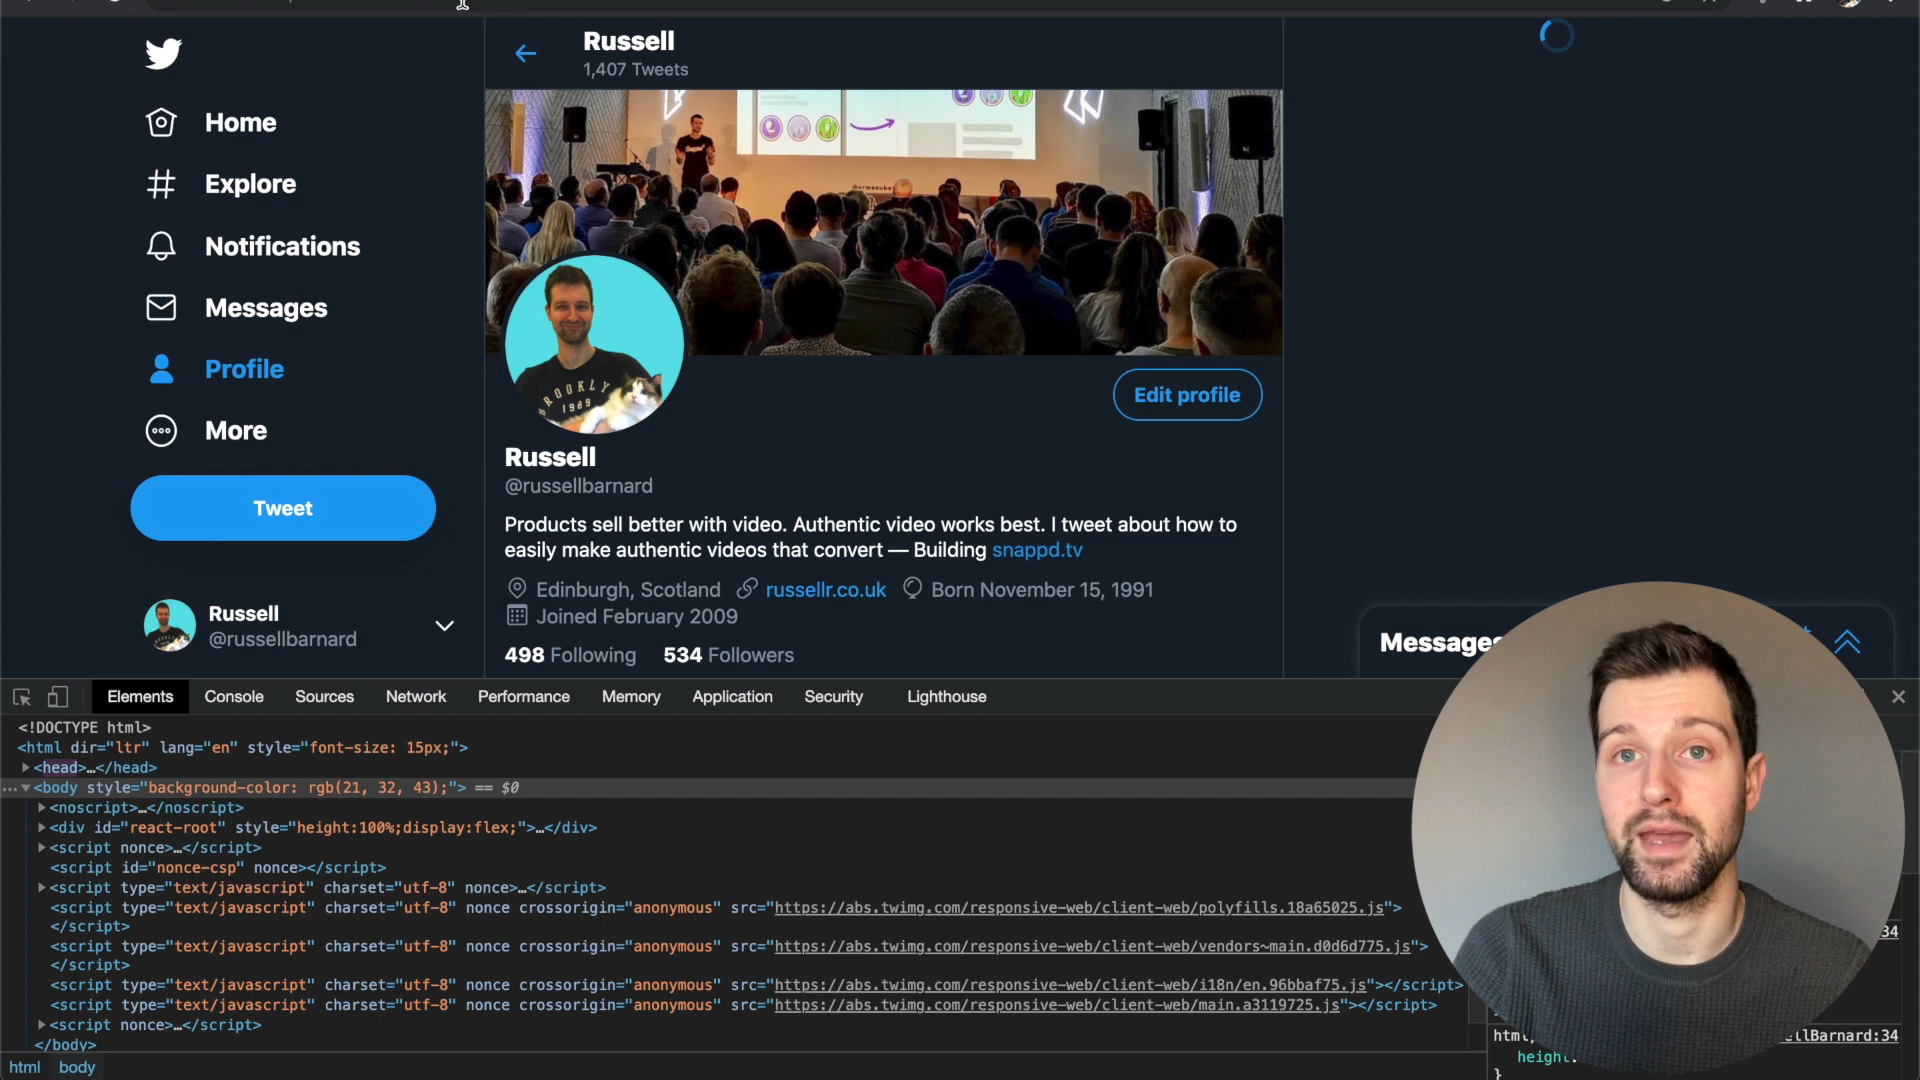 Russell
1,407 Tweets
Home
Explore
Notifications
Messages
Profile
More
Tweet
Russell
@russellbarnard
BROOKLY
1989
Edit profile
Russell
@russellbarnard
Products sell better with video. Authentic video works best. I tweet about how to
easily make authentic videos that convert — Building snappd.tv
Edinburgh, Scotland russellr.co.uk Born November 15, 1991
Joined February 2009
498 Following 534 Followers
Messages
Elements Console Sources Network Performance Memory Application Security Lighthouse
<!DOCTYPE html>
<html dir="ltr" lang="en" style="font-size: 15px;">
<head>…</head>
<body style="background-color: rgb(21, 32, 43);"> == $0
<noscript>…</noscript>
<div id="react-root" style="height:100%;display:flex;">…</div>
<script nonce>…</script>
<script id="nonce-csp" nonce></script>
<script type="text/javascript" charset="utf-8" nonce>…</script>
<script type="text/javascript" charset="utf-8" nonce crossorigin="anonymous" src="https://abs.twimg.com/responsive-web/client-web/polyfills.18a65025.js">
</script>
<script type="text/javascript" charset="utf-8" nonce crossorigin="anonymous" src="https://abs.twimg.com/responsive-web/client-web/vendors~main.d0d6d775.js">
</script>
<script type="text/javascript" charset="utf-8" nonce crossorigin="anonymous" src="https://abs.twimg.com/responsive-web/client-web/i18n/en.96bbaf75.js"></script>
<script type="text/javascript" charset="utf-8" nonce crossorigin="anonymous" src="https://abs.twimg.com/responsive-web/client-web/main.a3119725.js"></script>
<script nonce>…</script>
</body>
html body
34
html, llBarnard:34
height:
}